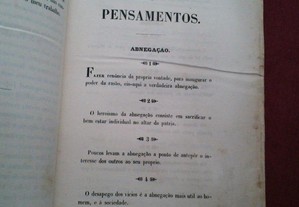 PENSAMENTOS.
ABNEGAÇÃO.
1
FAZER renuncia da propria vontade, para assegurar o
poder da razão, eis-aqui a verdadeira abnegação.
2
O heroismo da abnegação consiste em sacrificar o
bem estar individual no altar da patria.
3
Poucos levam a abnegação a ponto de antepôr o in-
teresse dos outros ao seu proprio.
4
O desapego dos vicios é a abnegação mais util ao ho-
mem, e á sociedade.